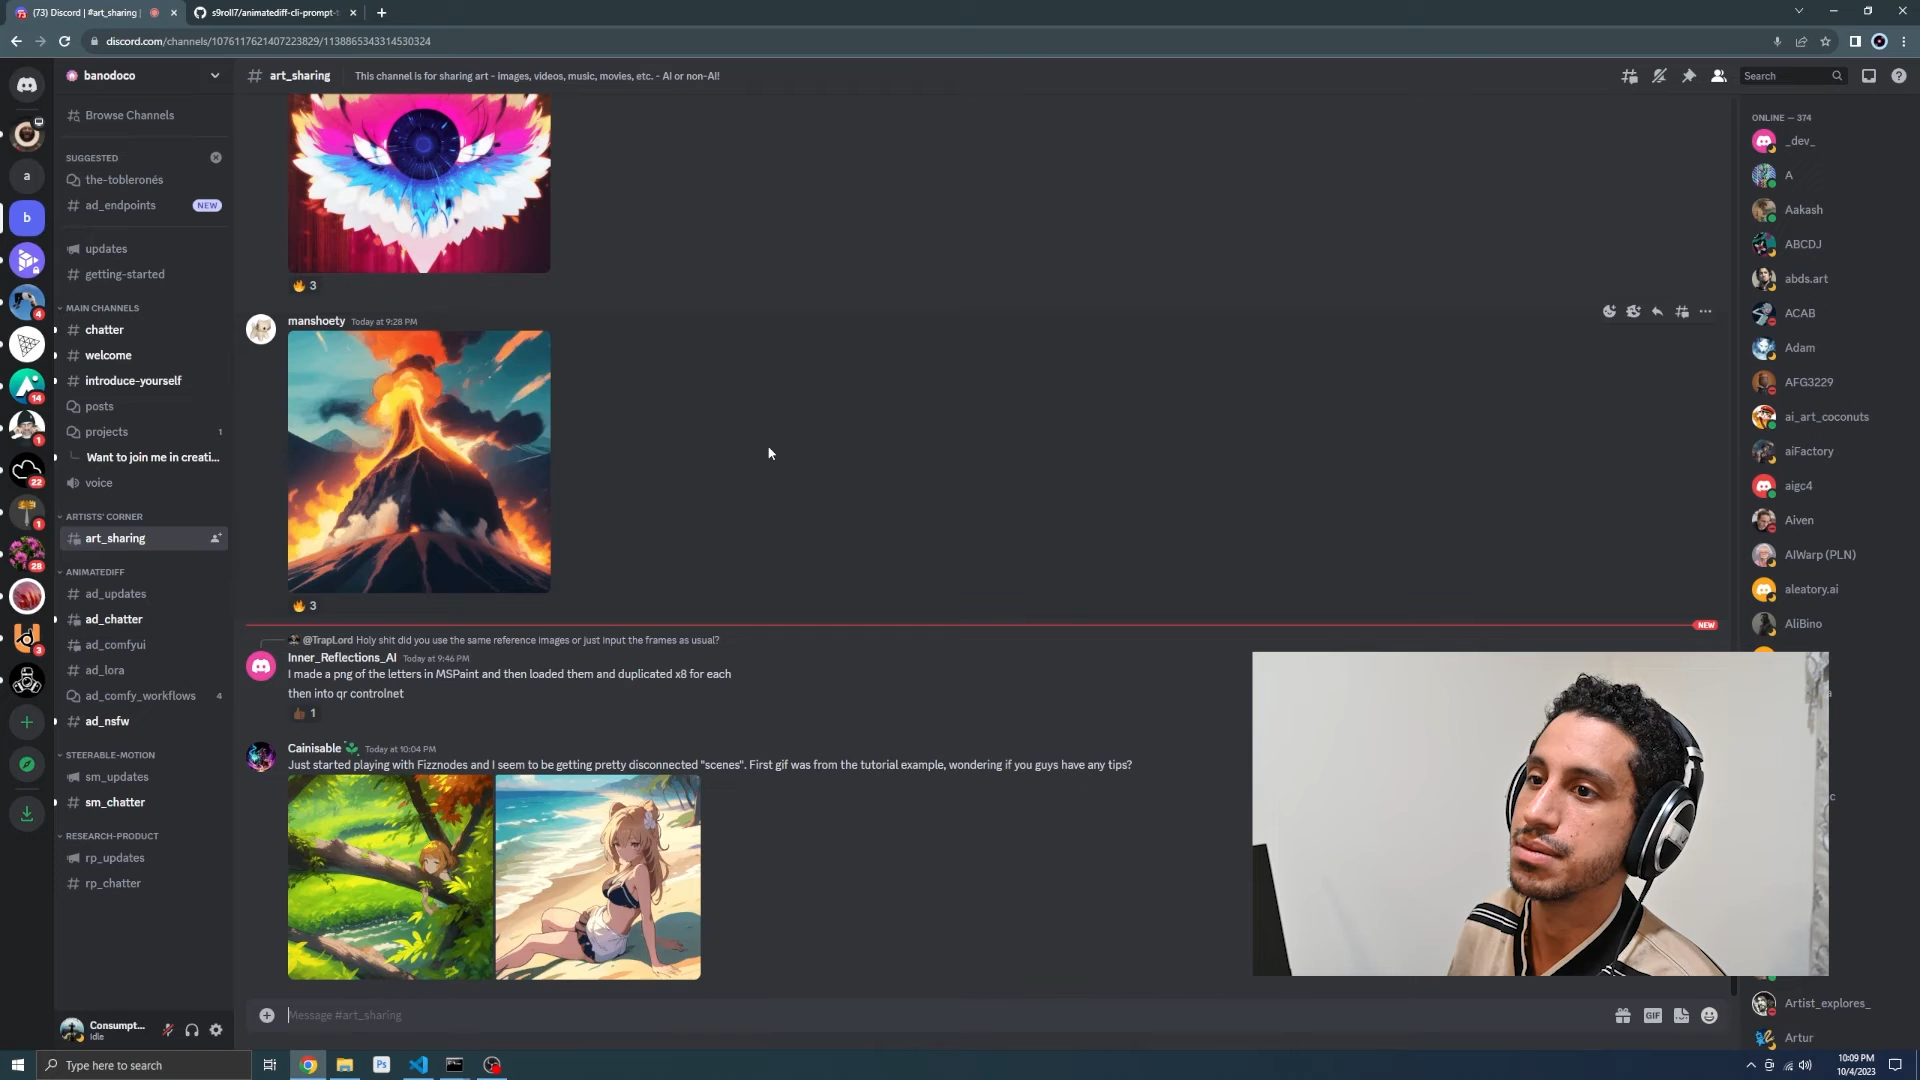 (73) Discord | #art_sharing
s9roll7/animatediff-cli-prompt-t
discord.com/channels/1076117621407223829/1138865343314530324
banodoco
art_sharing
This channel is for sharing art - images, videos, music, movies, etc. - AI or non-AI!
Search
Browse Channels
SUGGESTED
the-tobleronés
ad_endpoints
NEW
updates
getting-started
MAIN CHANNELS
chatter
welcome
introduce-yourself
posts
projects
1
Want to join me in creati...
voice
ARTISTS' CORNER
art_sharing
ANIMATEDIFF
ad_updates
ad_chatter
ad_comfyui
ad_lora
ad_comfy_workflows
4
ad_nsfw
STEERABLE-MOTION
sm_updates
sm_chatter
RESEARCH-PRODUCT
rp_updates
rp_chatter
a
b
4
14
1
22
1
28
3
Consumpt...
Idle
3
manshoety Today at 9:28 PM
3
NEW
@TrapLord Holy shit did you use the same reference images or just input the frames as usual?
Inner_Reflections_AI Today at 9:46 PM
I made a png of the letters in MSPaint and then loaded them and duplicated x8 for each
then into qr controlnet
1
Cainisable Today at 10:04 PM
Just started playing with Fizznodes and I seem to be getting pretty disconnected "scenes". First gif was from the tutorial example, wondering if you guys have any tips?
Message #art_sharing
GIF
ONLINE — 374
_dev_
A
Aakash
ABCDJ
abds.art
ACAB
Adam
AFG3229
ai_art_coconuts
aiFactory
aigc4
Aiven
AIWarp (PLN)
aleatory.ai
AliBino
Artist_explores_
Artur
Type here to search
Ps
10:09 PM
10/4/2023